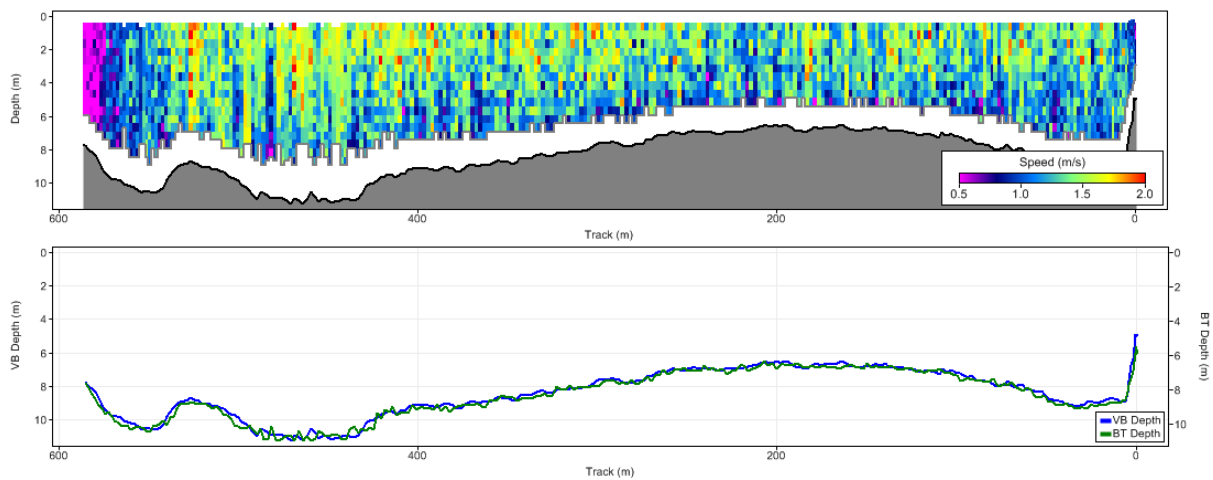 0
2
4
6
8
10
Depth (m)
Speed (m/s)
0.5 1.0 1.5 2.0
600 400 200 0
Track (m)
0 0
2 2
4 4
6 6
8 8
10 10
VB Depth (m)
BT Depth (m)
VB Depth
BT Depth
600 400 200 0
Track (m)